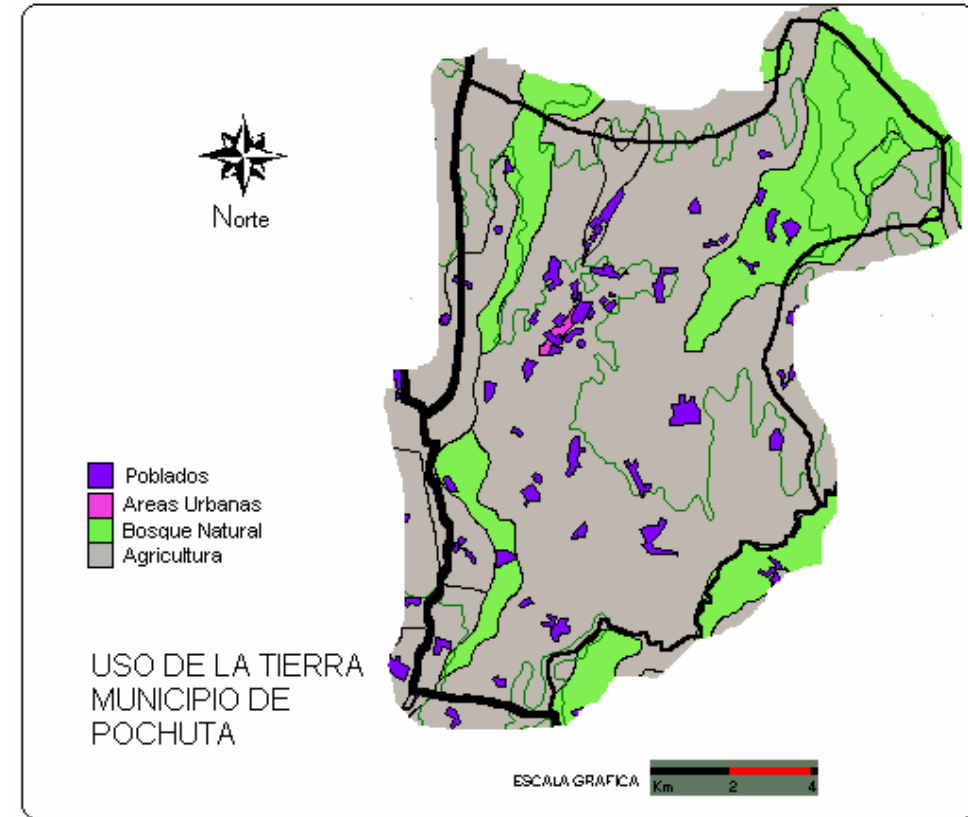 Norte
Poblados
Areas Urbanas
Bosque Natural
Agricultura
USO DE LA TIERRA
MUNICIPIO DE
POCHUTA
ESCALA GRAFICA
Km 2 4